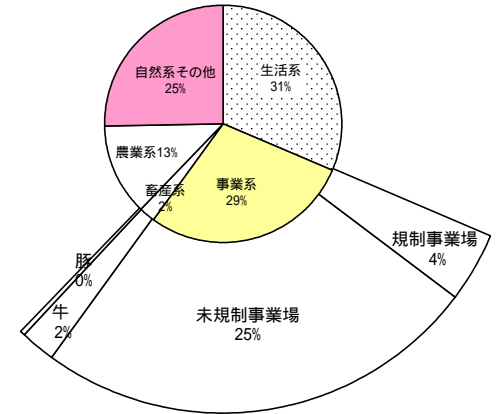 自然系その他
25%
生活系
31%
農業系13%
畜産系
2%
事業系
29%
規制事業場
4%
豚
0%
牛
2%
未規制事業場
25%